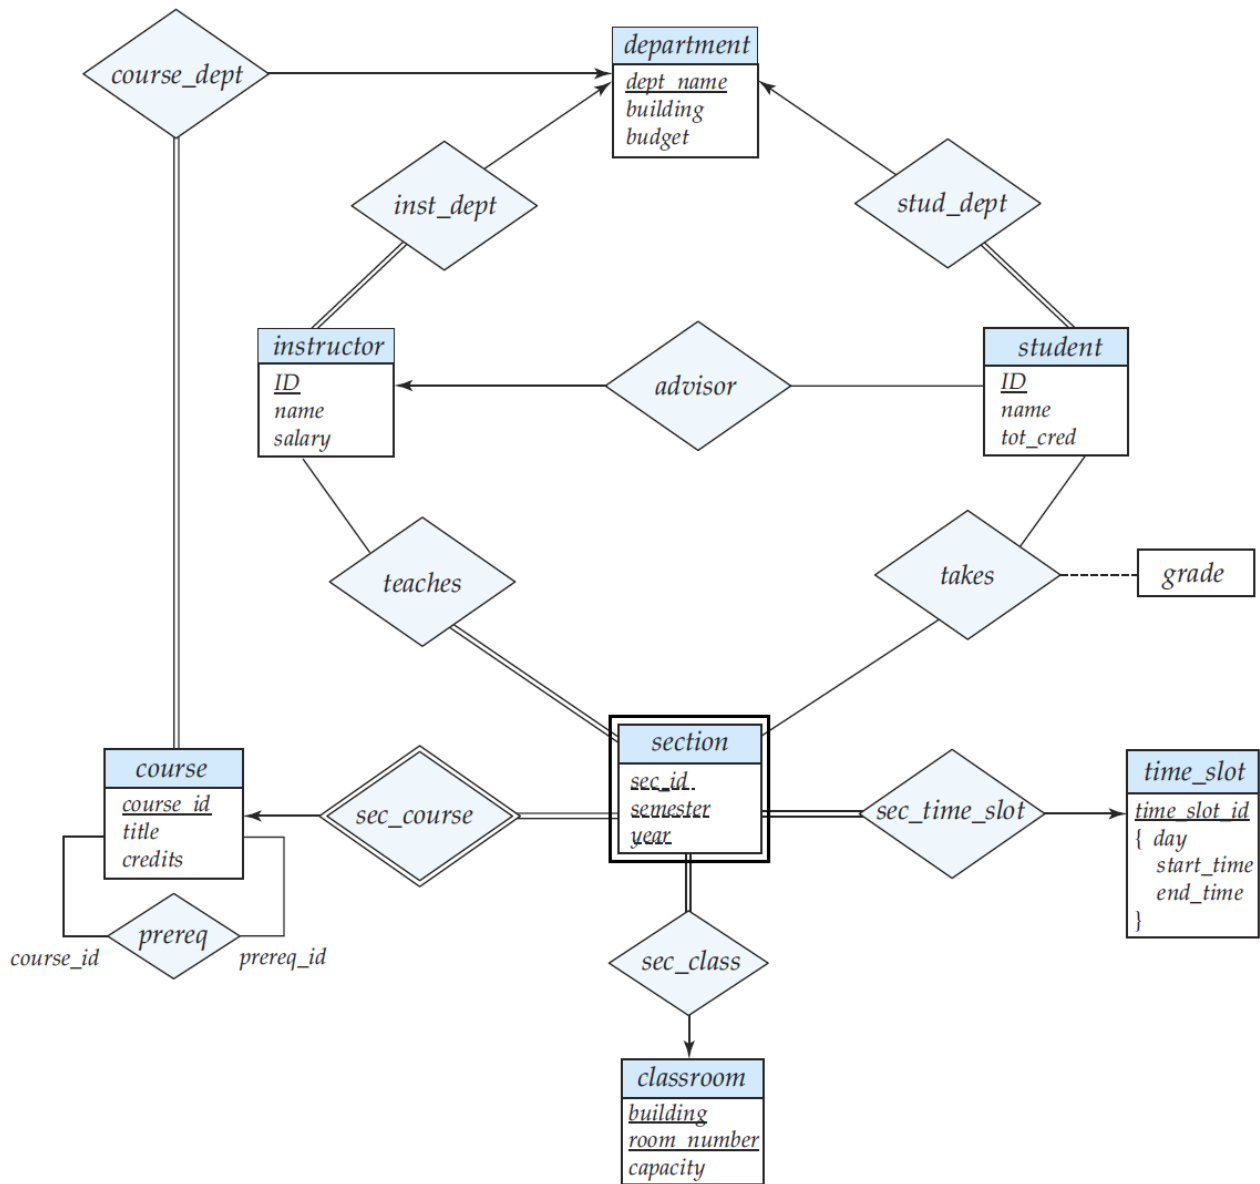 department
dept_name
building
budget
course_dept
inst_dept
stud_dept
instructor
ID
name
salary
advisor
student
ID
name
tot_cred
teaches
takes
grade
section
sec_id
semester
year
course
course_id
title
credits
sec_course
sec_time_slot
time_slot
time_slot_id
{ day
start_time
end_time
}
prereq
course_id
prereq_id
sec_class
classroom
building
room_number
capacity